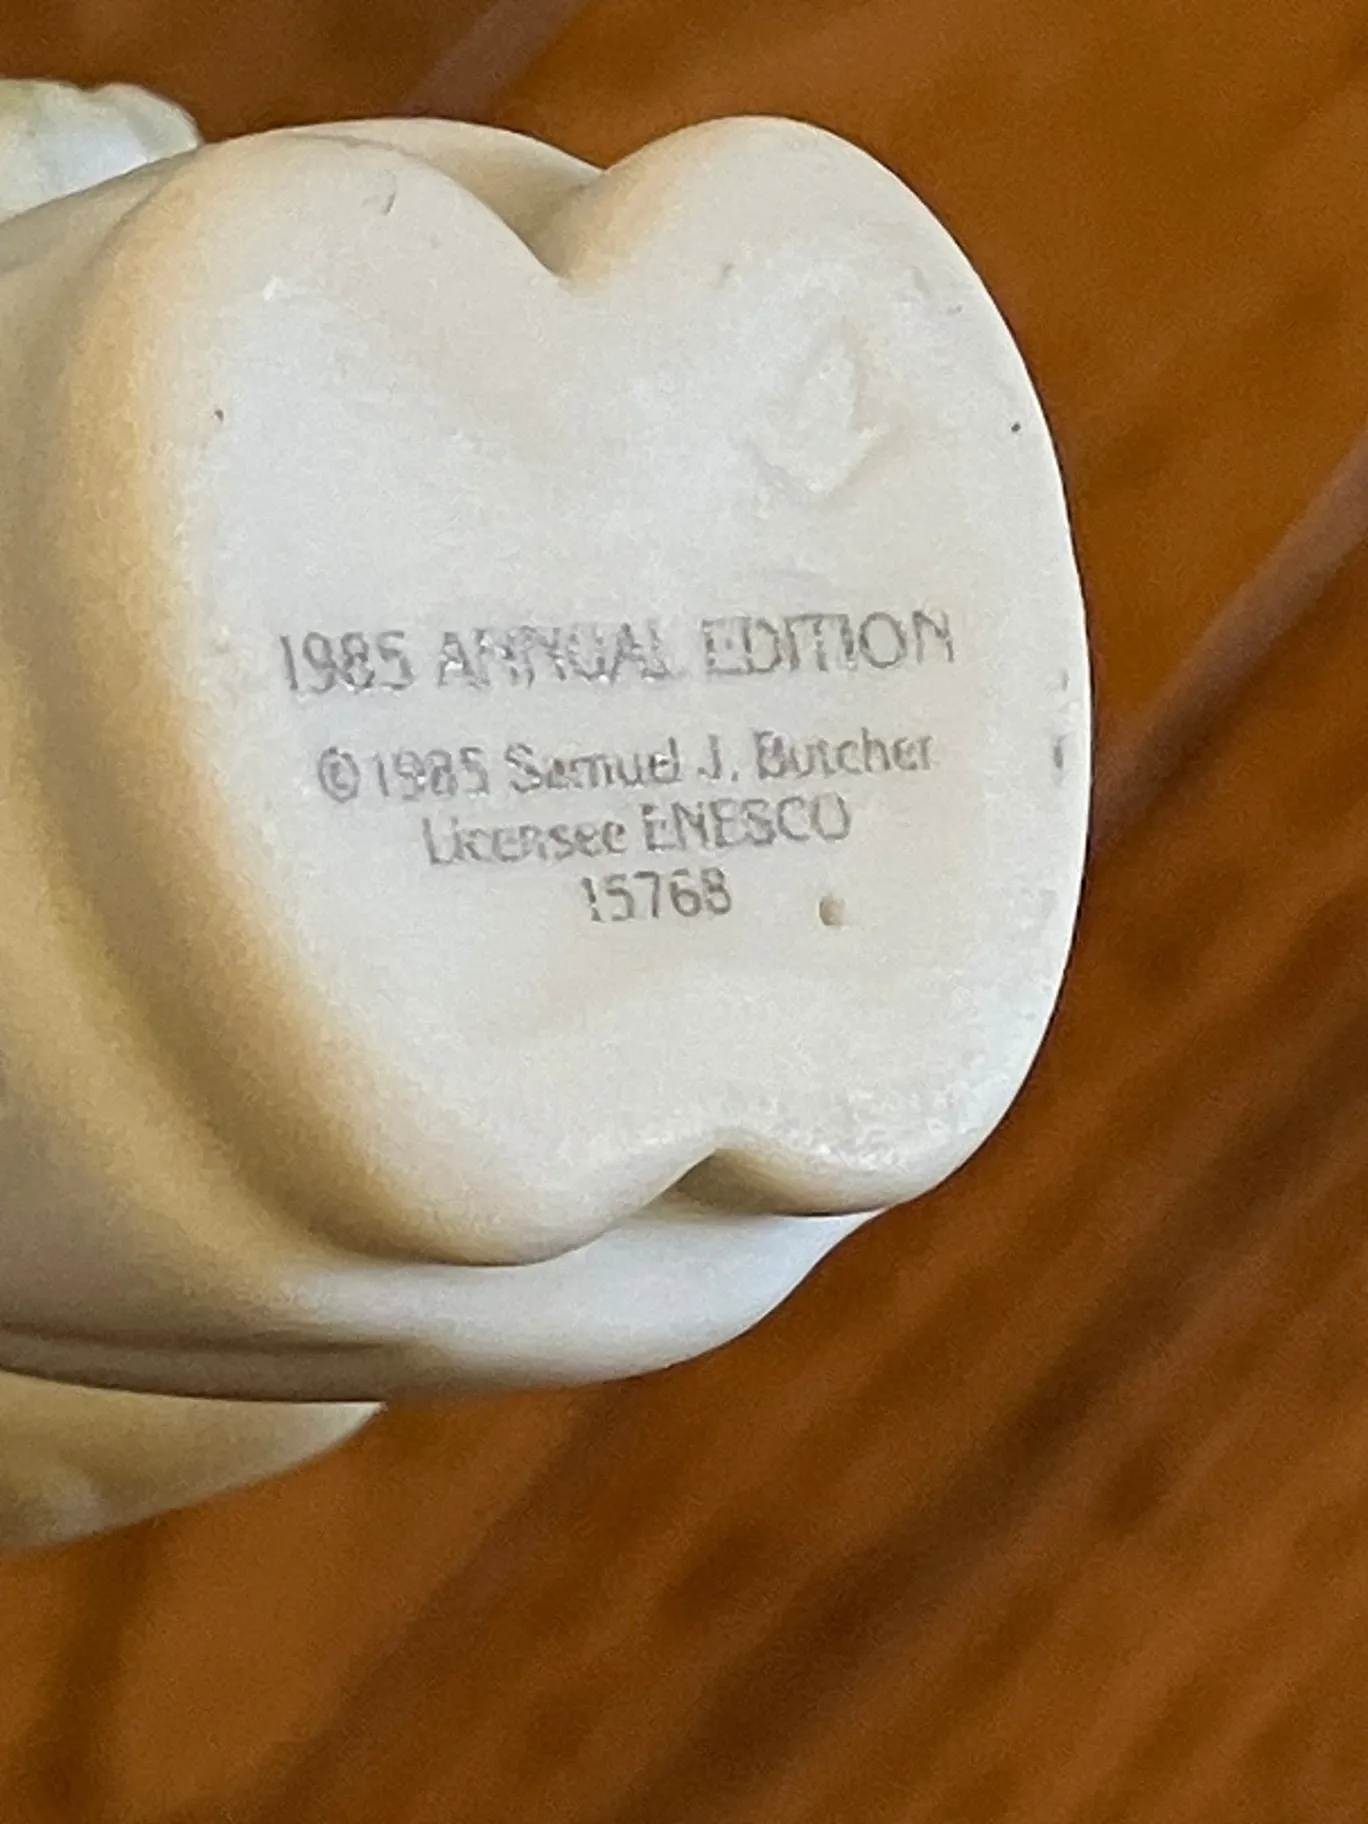 1985 ANNUAL EDITION
©1985 Samuel J. Butcher
Licensee ENESCO
15768